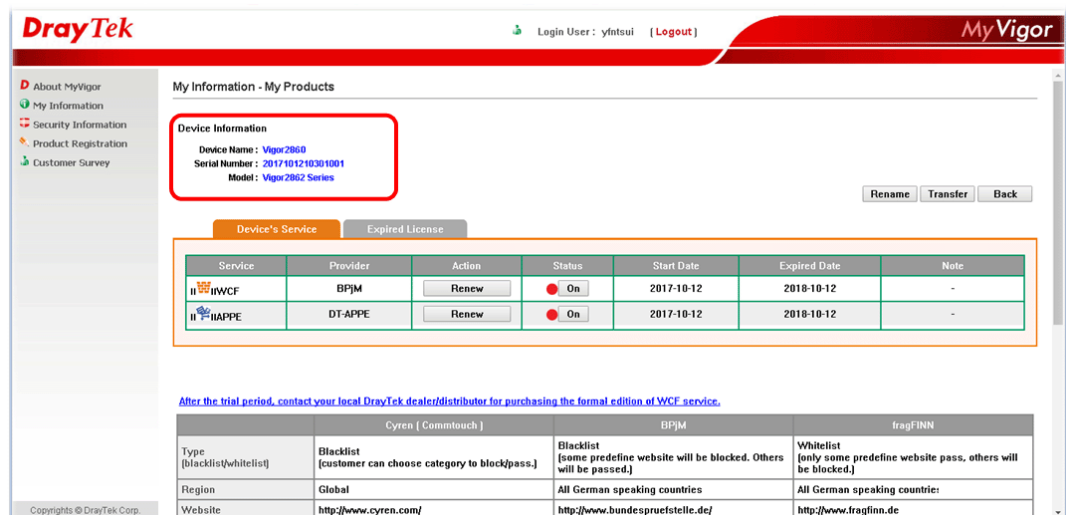 DrayTek
Login User : yfntsui [ Logout ]
MyVigor
About MyVigor
My Information
Security Information
Product Registration
Customer Survey
My Information - My Products
Device Information
Device Name : Vigor2860
Serial Number : 2017101210301001
Model : Vigor2862 Series
Rename Transfer Back
Device's Service Expired License
Service Provider Action Status Start Date Expired Date Note
WCF BPjM Renew On 2017-10-12 2018-10-12 -
APPE DT-APPE Renew On 2017-10-12 2018-10-12 -
After the trial period, contact your local DrayTek dealer/distributor for purchasing the formal edition of WCF service.
Cyren [ Commtouch ] BPjM fragFINN
Type
[blacklist/whitelist]
Blacklist
[customer can choose category to block/pass.]
Blacklist
[some predefine website will be blocked. Others
will be passed.]
Whitelist
[only some predefine website pass, others will
be blocked.]
Region Global All German speaking countries All German speaking countrie:
Website http://www.cyren.com/ http://www.bundespruefstelle.de/ http://www.fragfinn.de
Copyrights © DrayTek Corp.